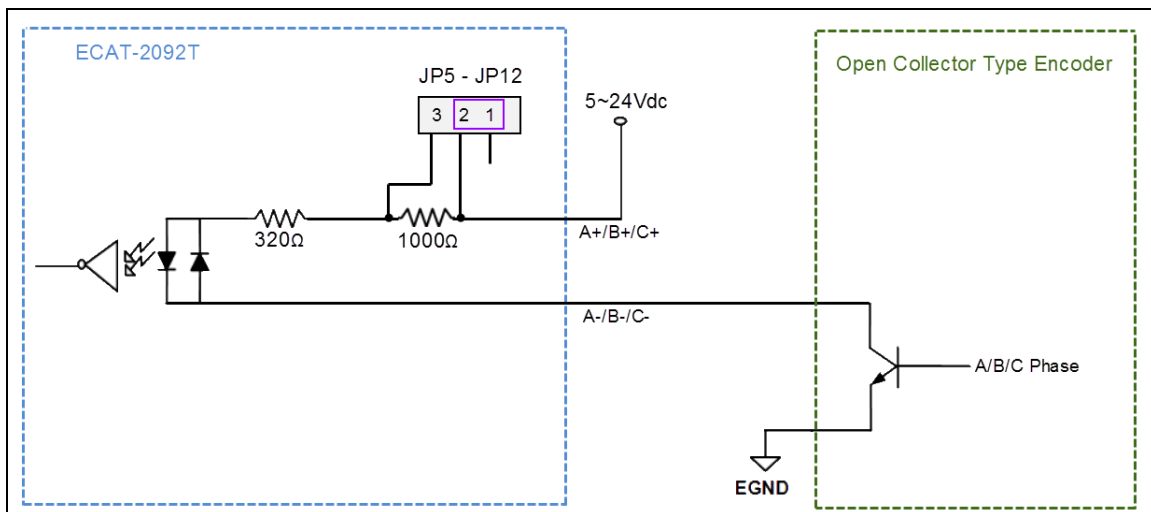 ECAT-2092T
JP5 - JP12
3 2 1
5~24Vdc
Open Collector Type Encoder
320Ω
1000Ω
A+/B+/C+
A-/B-/C-
A/B/C Phase
EGND